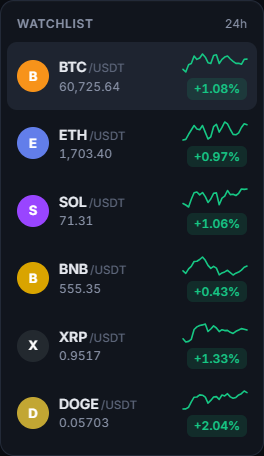 WATCHLIST 24h
B BTC/USDT
60,725.64 +1.08%
E ETH/USDT
1,703.40 +0.97%
S SOL/USDT
71.31 +1.06%
B BNB/USDT
555.35 +0.43%
X XRP/USDT
0.9517 +1.33%
D DOGE/USDT
0.05703 +2.04%